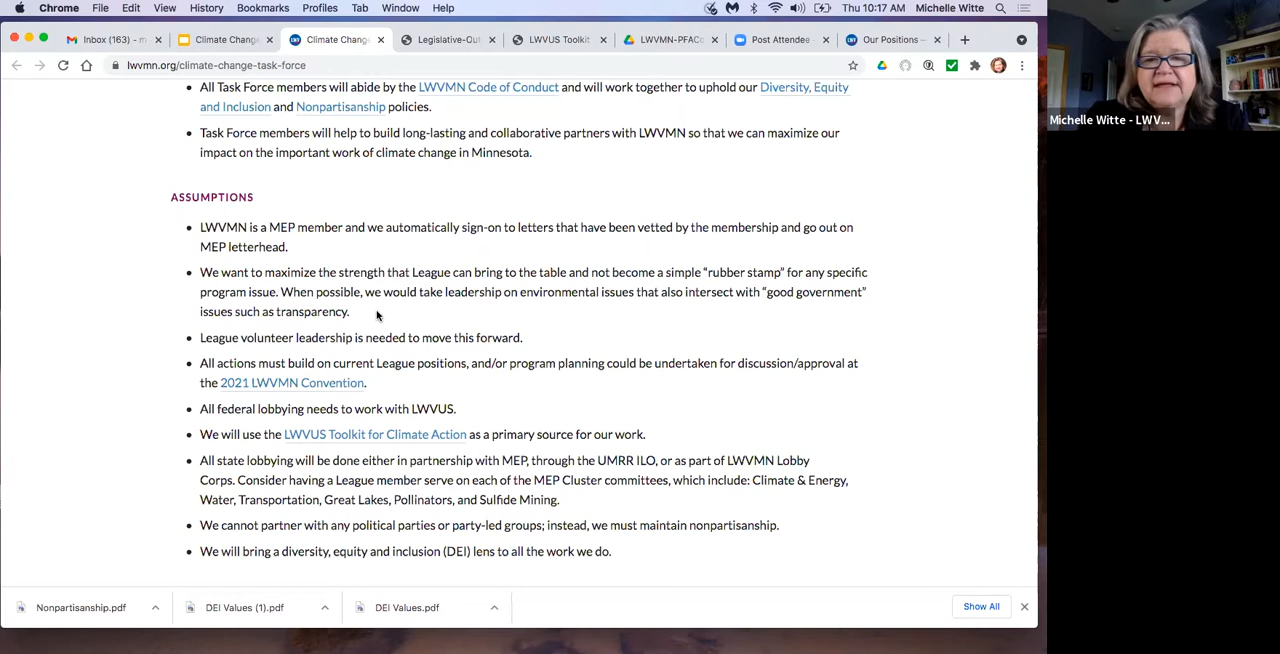 Chrome File Edit View History Bookmarks Profiles Tab Window Help Thu 10:17 AM Michelle Witte
Inbox (163) – m Climate Chang Climate Change Legislative-Out LWVUS Toolkit LWVMN-PFACo Post Attendee Our Positions –
lwvmn.org/climate-change-task-force
Michelle Witte - LWV...
• All Task Force members will abide by the LWVMN Code of Conduct and will work together to uphold our Diversity, Equity
and Inclusion and Nonpartisanship policies.
• Task Force members will help to build long-lasting and collaborative partners with LWVMN so that we can maximize our
impact on the important work of climate change in Minnesota.
ASSUMPTIONS
• LWVMN is a MEP member and we automatically sign-on to letters that have been vetted by the membership and go out on
MEP letterhead.
• We want to maximize the strength that League can bring to the table and not become a simple “rubber stamp” for any specific
program issue. When possible, we would take leadership on environmental issues that also intersect with “good government”
issues such as transparency.
• League volunteer leadership is needed to move this forward.
• All actions must build on current League positions, and/or program planning could be undertaken for discussion/approval at
the 2021 LWVMN Convention.
• All federal lobbying needs to work with LWVUS.
• We will use the LWVUS Toolkit for Climate Action as a primary source for our work.
• All state lobbying will be done either in partnership with MEP, through the UMRR ILO, or as part of LWVMN Lobby
Corps. Consider having a League member serve on each of the MEP Cluster committees, which include: Climate & Energy,
Water, Transportation, Great Lakes, Pollinators, and Sulfide Mining.
• We cannot partner with any political parties or party-led groups; instead, we must maintain nonpartisanship.
• We will bring a diversity, equity and inclusion (DEI) lens to all the work we do.
Nonpartisanship.pdf DEI Values (1).pdf DEI Values.pdf Show All